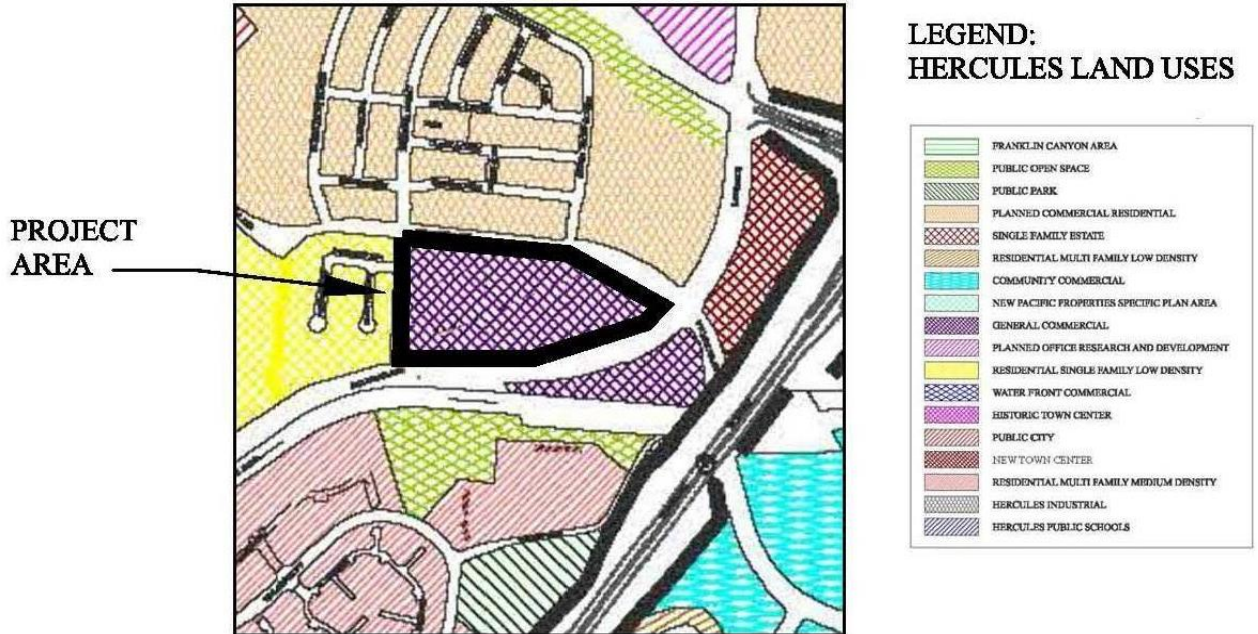 PROJECT
AREA
LEGEND:
HERCULES LAND USES
FRANKLIN CANYON AREA
PUBLIC OPEN SPACE
PUBLIC PARK
PLANNED COMMERCIAL RESIDENTIAL
SINGLE FAMILY ESTATE
RESIDENTIAL MULTI FAMILY LOW DENSITY
COMMUNITY COMMERCIAL
NEW PACIFIC PROPERTIES SPECIFIC PLAN AREA
GENERAL COMMERCIAL
PLANNED OFFICE RESEARCH AND DEVELOPMENT
RESIDENTIAL SINGLE FAMILY LOW DENSITY
WATER FRONT COMMERCIAL
HISTORIC TOWN CENTER
PUBLIC CITY
NEW TOWN CENTER
RESIDENTIAL MULTI FAMILY MEDIUM DENSITY
HERCULES INDUSTRIAL
HERCULES PUBLIC SCHOOLS